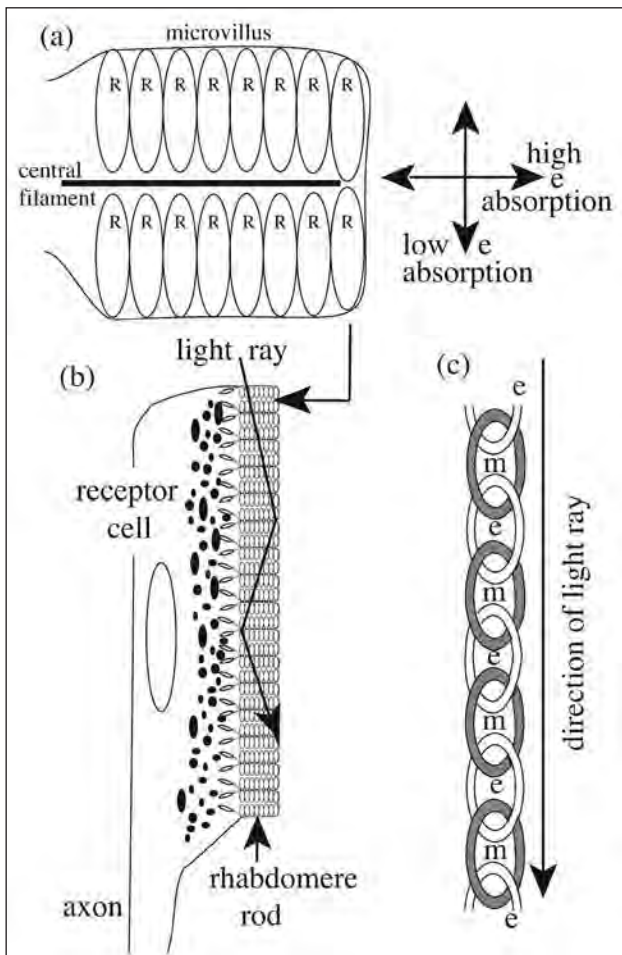 (a)
microvillus
R R R R R R R R
central
filament
R R R R R R R R
high
e
absorption
low e
absorption
light ray
(b)
(c)
receptor
cell
axon
rhabdomere
rod
e
m
e
m
e
m
e
m
e
direction of light ray